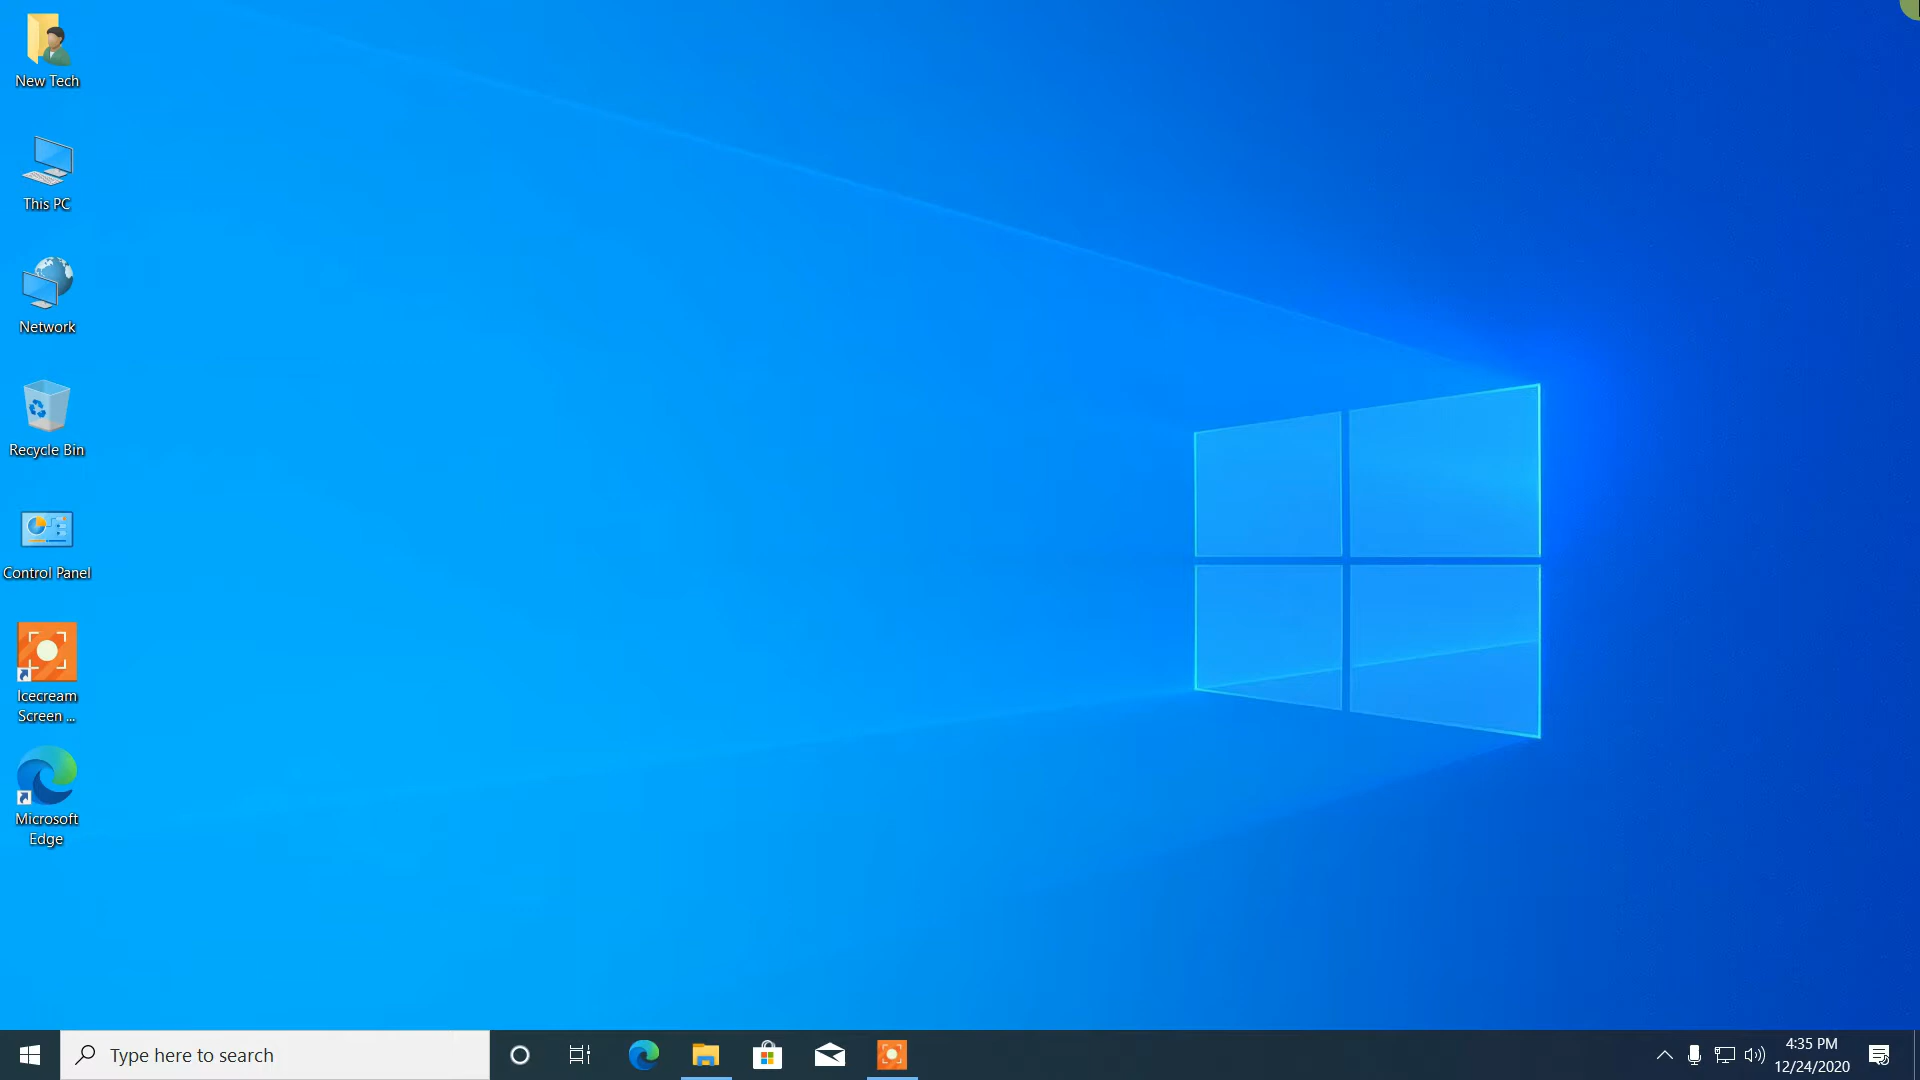 New Tech
This PC
Network
Recycle Bin
Control Panel
Icecream
Screen ...
Microsoft
Edge
Type here to search
4:35 PM
12/24/2020